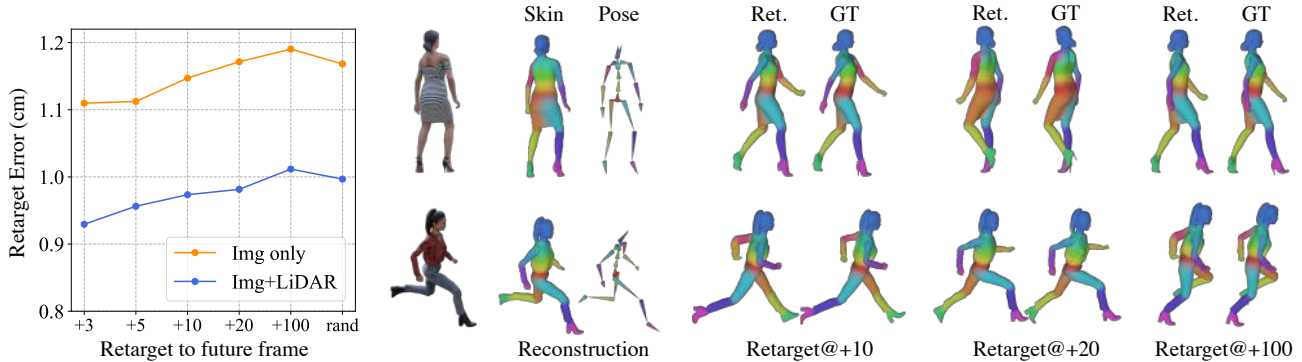 Retarget Error (cm)
1.2
1.1
1.0
0.9
0.8
Img only
Img+LiDAR
+3 +5 +10 +20 +100 rand
Retarget to future frame
Skin Pose
Ret. GT
Ret. GT
Ret. GT
Reconstruction
Retarget@+10
Retarget@+20
Retarget@+100